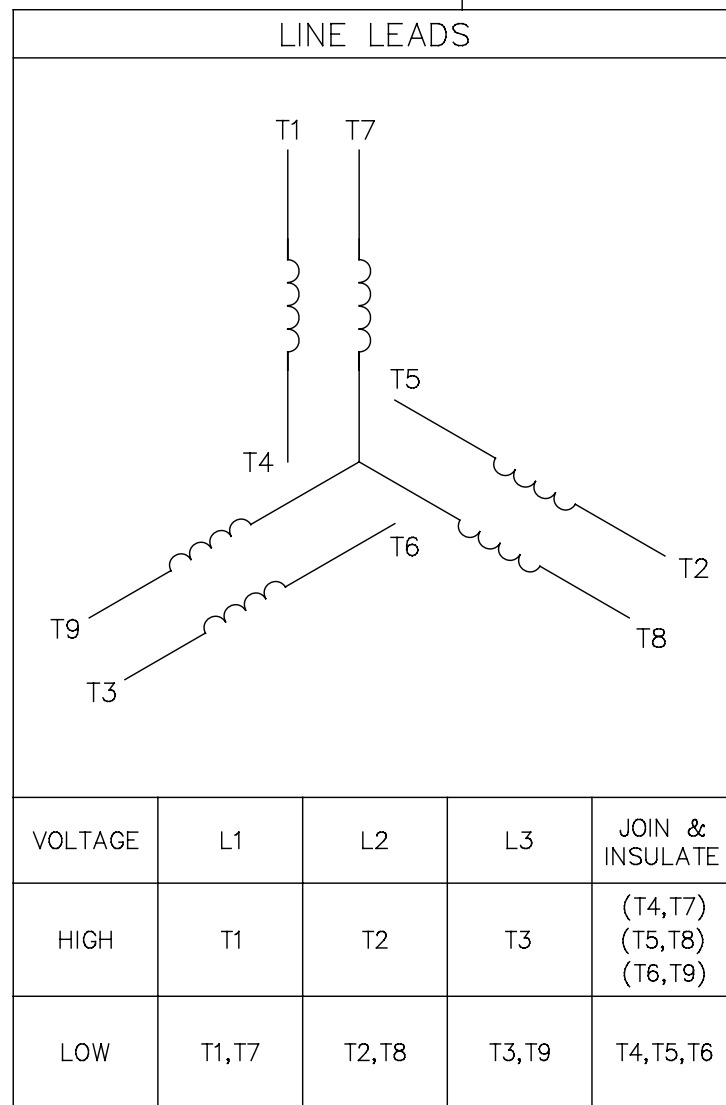 LINE LEADS
T1 T7
T5
T4
T6
T2
T9
T8
T3
VOLTAGE L1 L2 L3 JOIN &
INSULATE
HIGH T1 T2 T3 (T4,T7)
(T5,T8)
(T6,T9)
LOW T1,T7 T2,T8 T3,T9 T4,T5,T6